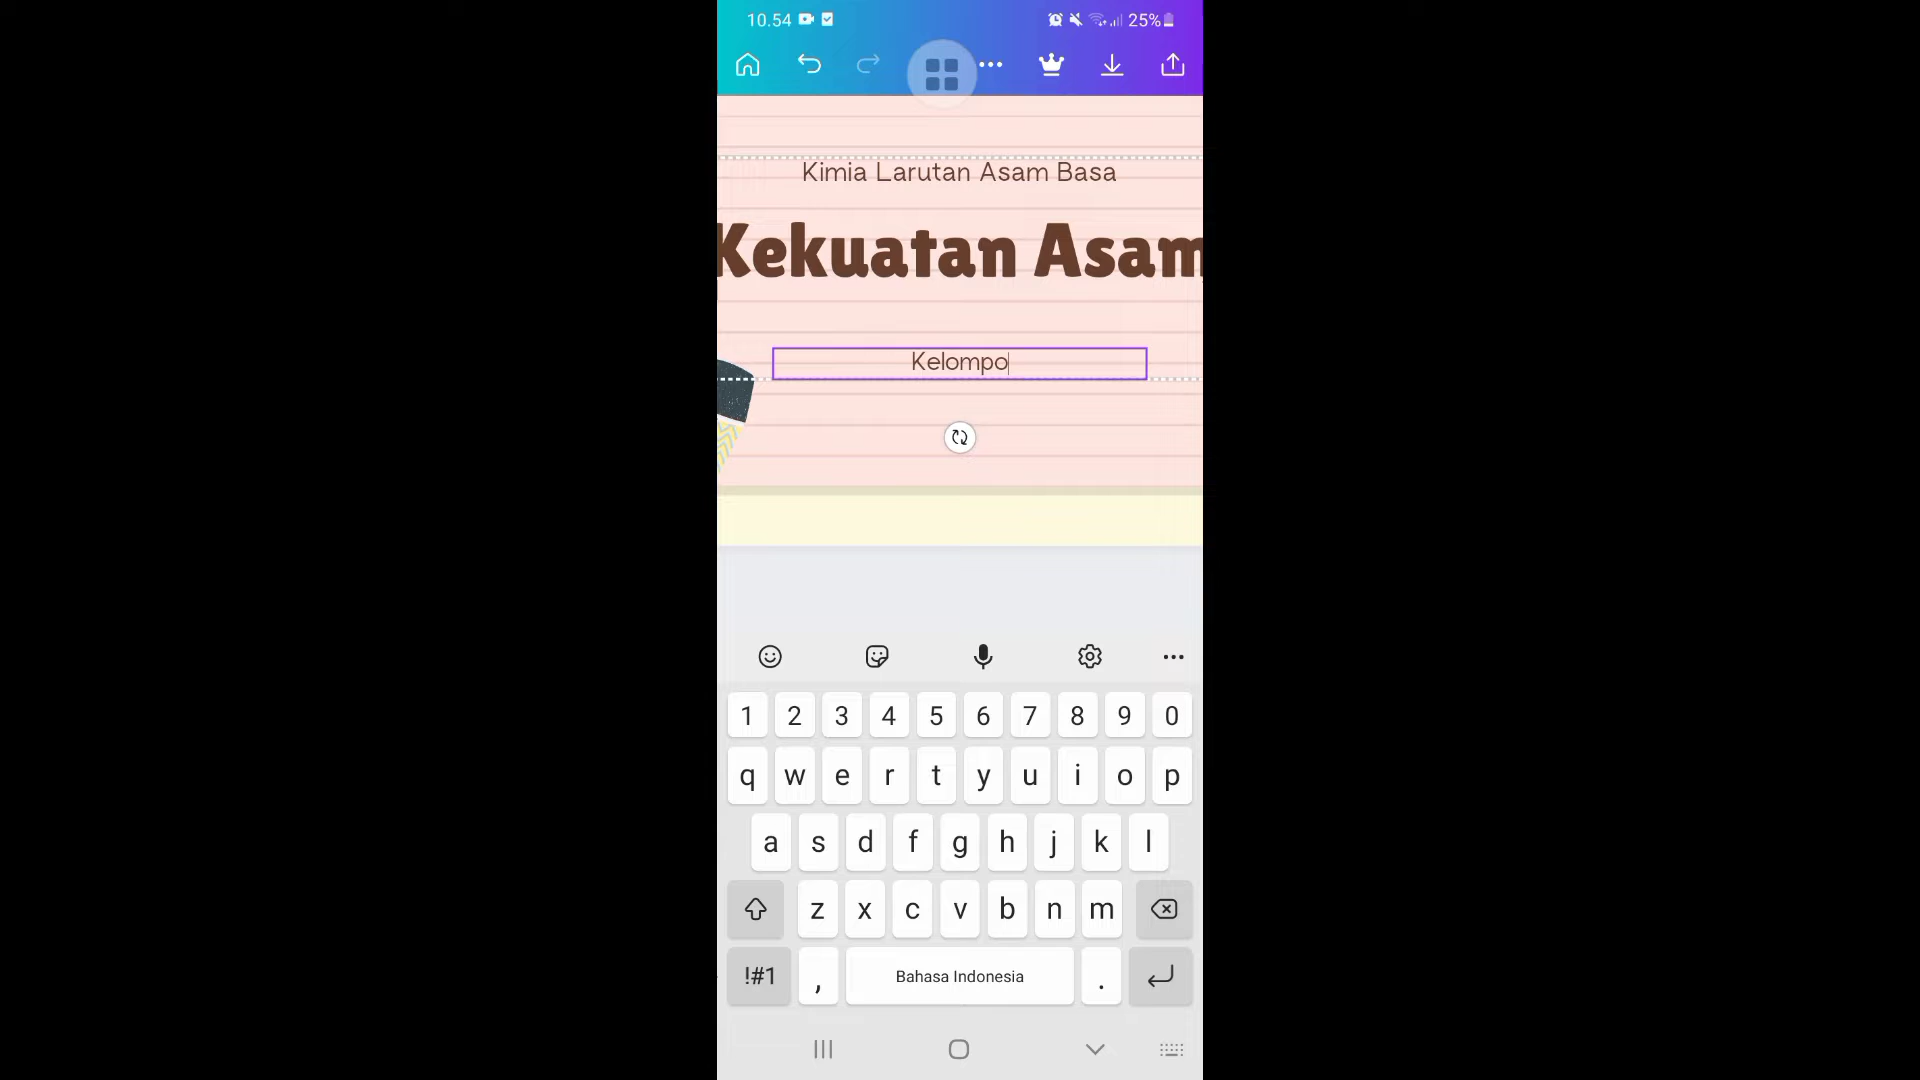 10.54
25%
Kimia Larutan Asam Basa
Kekuatan Asam
Kelompo
1 2 3 4 5 6 7 8 9 0
q w e r t y u i o p
a s d f g h j k l
z x c v b n m
!#1 , Bahasa Indonesia .